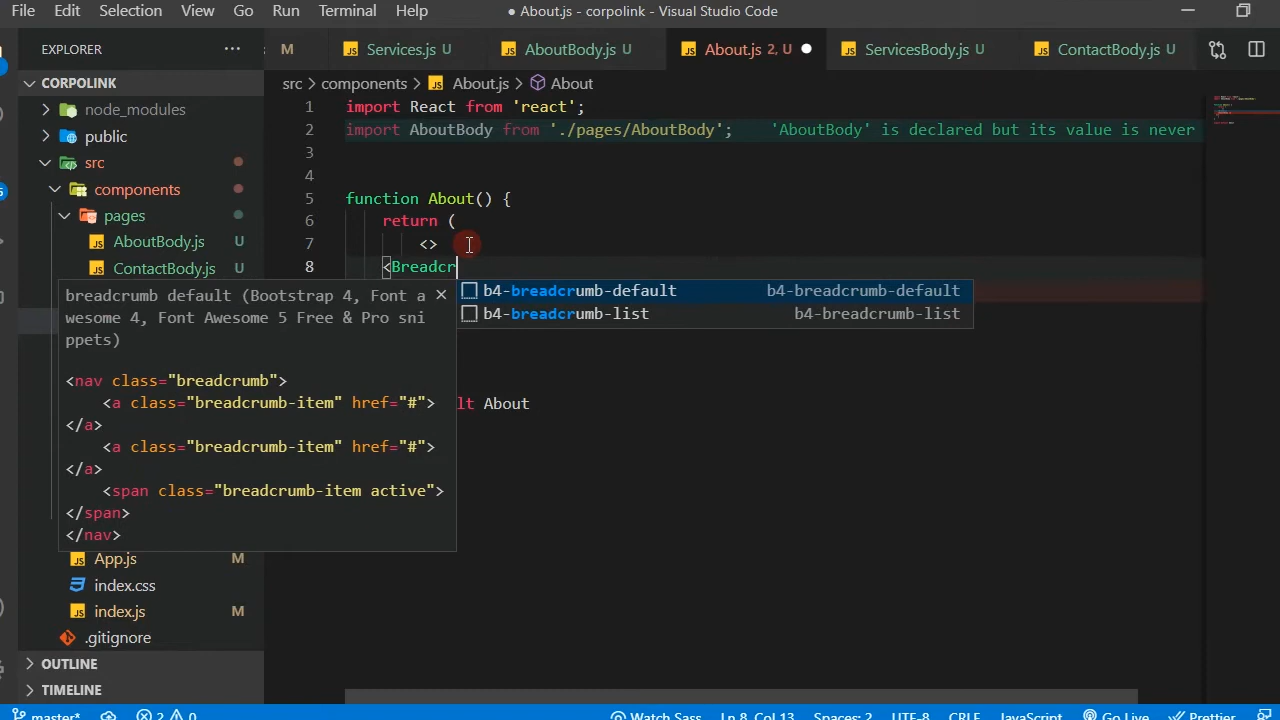 File Edit Selection View Go Run Terminal Help ● About.js - corpolink - Visual Studio Code
EXPLORER ··· M Services.js U AboutBody.js U About.js 2, U ServicesBody.js U ContactBody.js U
CORPOLINK
src > components > About.js > About
node_modules
public
src
components
pages
AboutBody.js U
ContactBody.js U
1 import React from 'react';
2 import AboutBody from './pages/AboutBody'; 'AboutBody' is declared but its value is never
3
4
5 function About() {
6 return (
7 <>
8 <Breadcr
b4-breadcrumb-default b4-breadcrumb-default
b4-breadcrumb-list b4-breadcrumb-list
breadcrumb default (Bootstrap 4, Font a
wesome 4, Font Awesome 5 Free & Pro sni
ppets)
<nav class="breadcrumb">
<a class="breadcrumb-item" href="#">
</a>
<a class="breadcrumb-item" href="#">
</a>
<span class="breadcrumb-item active">
</span>
</nav>
lt About
App.js M
index.css
index.js M
.gitignore
OUTLINE
TIMELINE
master* 2 0 Watch Sass Ln 8, Col 13 Spaces: 2 UTF-8 CRLF JavaScript Go Live Prettier